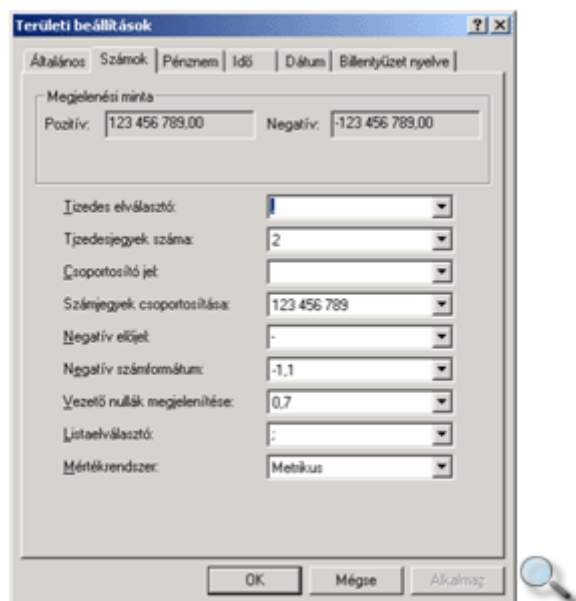 Területi beállítások
Általános Számok Pénznem Idő Dátum Billentyűzet nyelve
Megjelenési minta
Pozitív: 123 456 789,00 Negatív: -123 456 789,00
Tizedes elválasztó: ,
Tizedesjegyek száma: 2
Csoportosító jel:
Számjegyek csoportosítása: 123 456 789
Negatív előjel: -
Negatív számformátum: -1,1
Vezető nullák megjelenítése: 0,7
Listaelválasztó: ;
Mértékrendszer: Metrikus
OK Mégse Alkalmaz